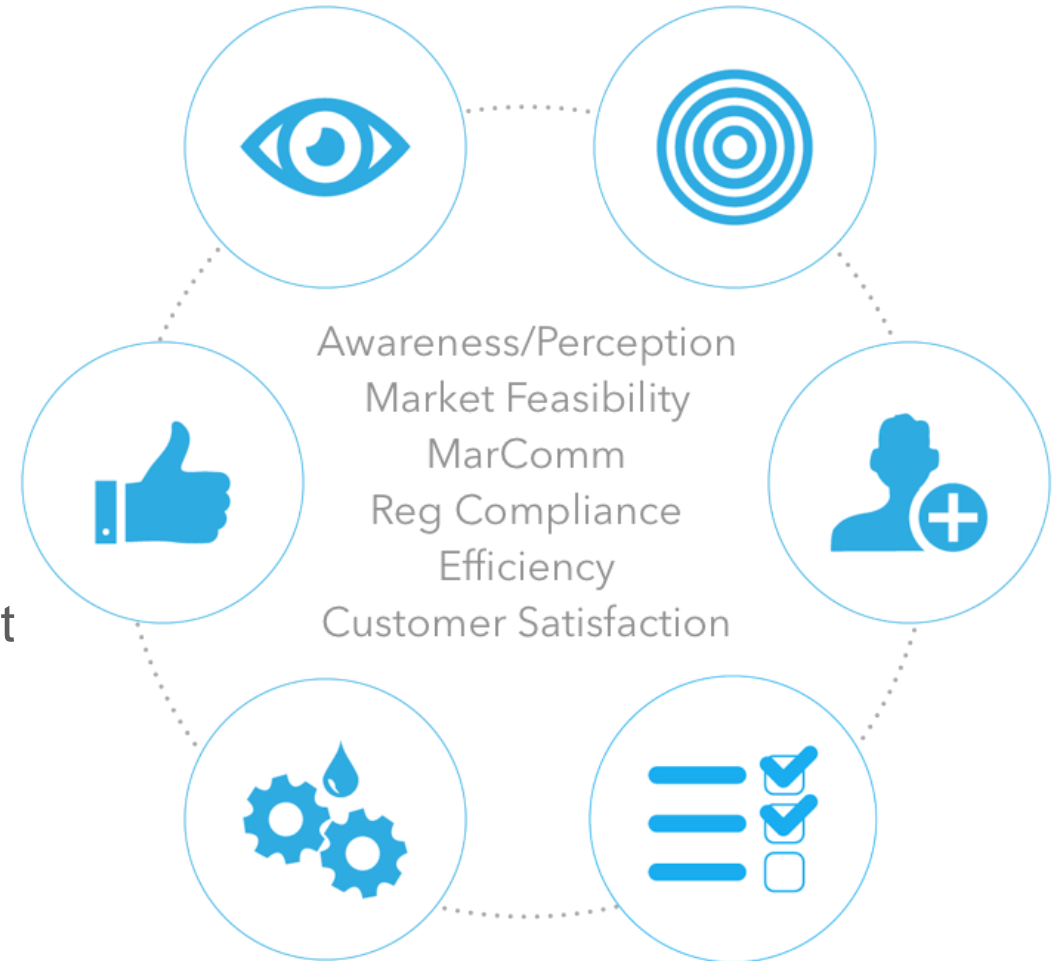 Awareness/Perception
Market Feasibility
MarComm
Reg Compliance
Efficiency
t
Customer Satisfaction